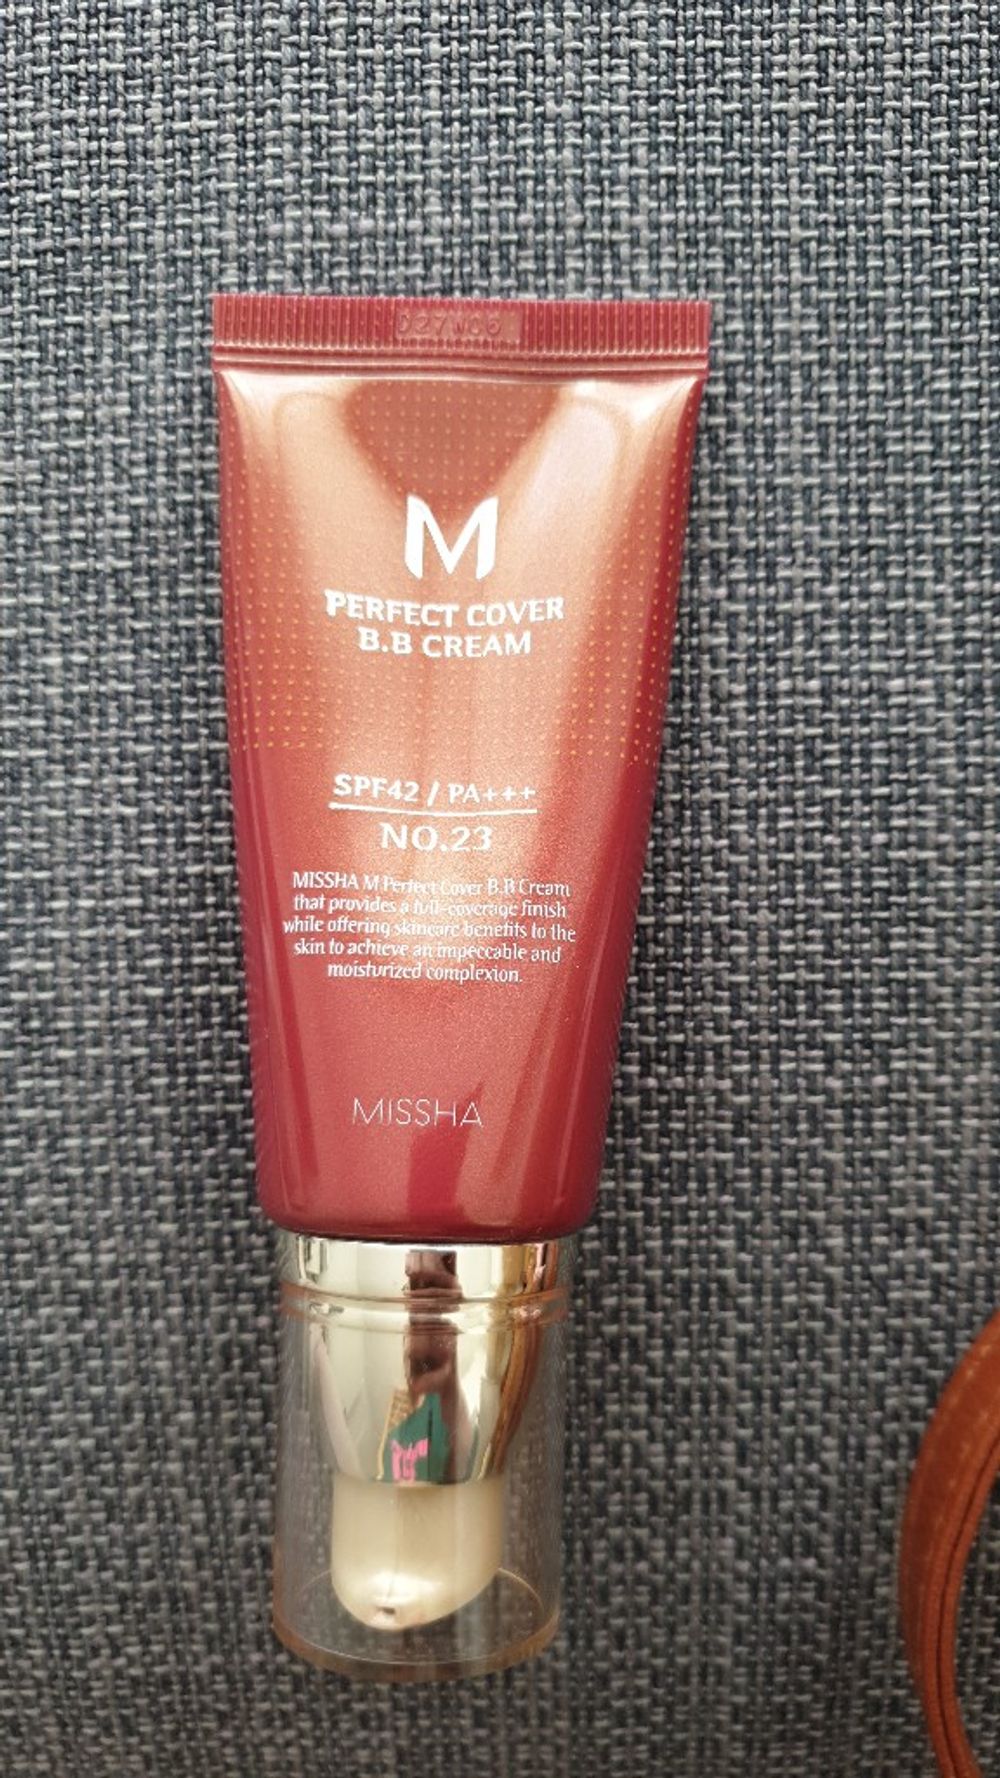 M
PERFECT COVER
B.B CREAM
SPF42 / PA+++
NO.23
MISSHA M Perfect Cover B.B Cream
that provides a full-coverage finish
while offering skincare benefits to the
skin to achieve an impeccable and
moisturized complexion.
MISSHA